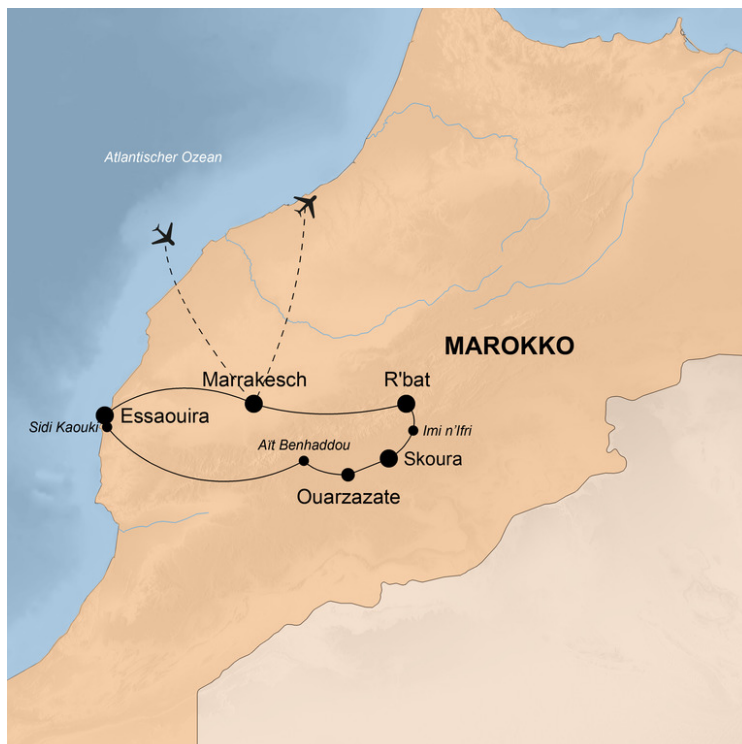 Atlantischer Ozean
MAROKKO
Marrakesch
R'bat
Essaouira
Sidi Kaouki
Imi n'Ifri
Aït Benhaddou
Skoura
Ouarzazate